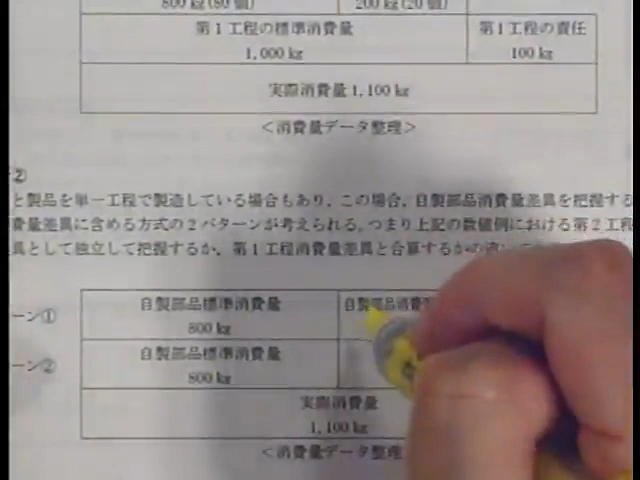 800 kg(80 個)
200 kg(20 個)
第1工程の標準消費量
第1工程の責任
1,000 kg
100 kg
実際消費量 1,100 kg
<消費量データ整理>
②
と製品を単一工程で製造している場合もあり,この場合,自製部品消費量差異を把握する
費量差異に含める方式の2パターンが考えられる。つまり上記の数値例における第2工程
異として独立して把握するか,第1工程消費量差異と合算するかの違い
ーン①
自製部品標準消費量
自製部品消費
800 kg
ーン②
自製部品標準消費量
800 kg
実際消費量
1,100 kg
<消費量データ整理